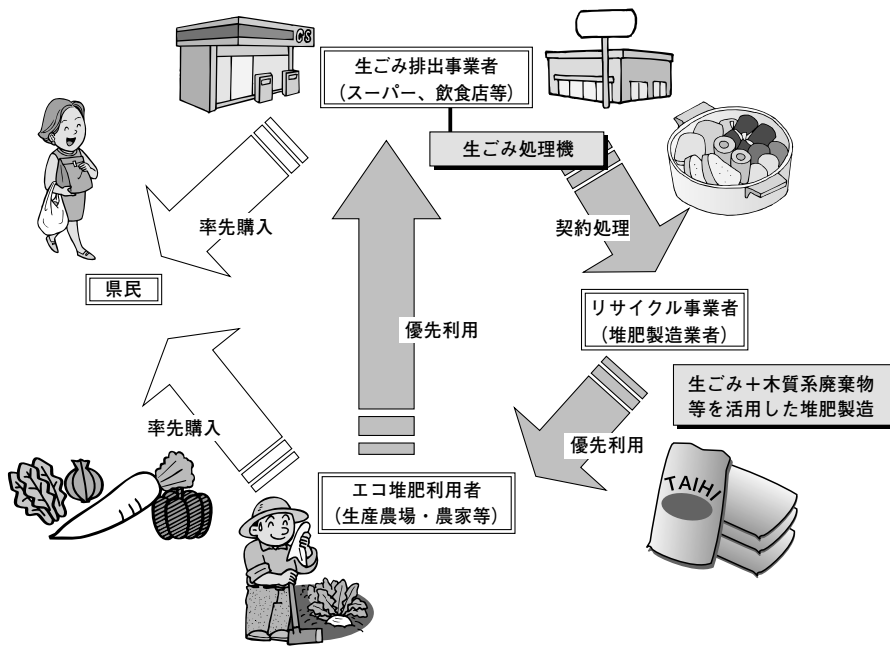 CS
生ごみ排出事業者
(スーパー、飲食店等)
生ごみ処理機
率先購入
契約処理
県民
リサイクル事業者
(堆肥製造業者)
優先利用
生ごみ+木質系廃棄物
等を活用した堆肥製造
率先購入
優先利用
TAIHI
エコ堆肥利用者
(生産農場・農家等)